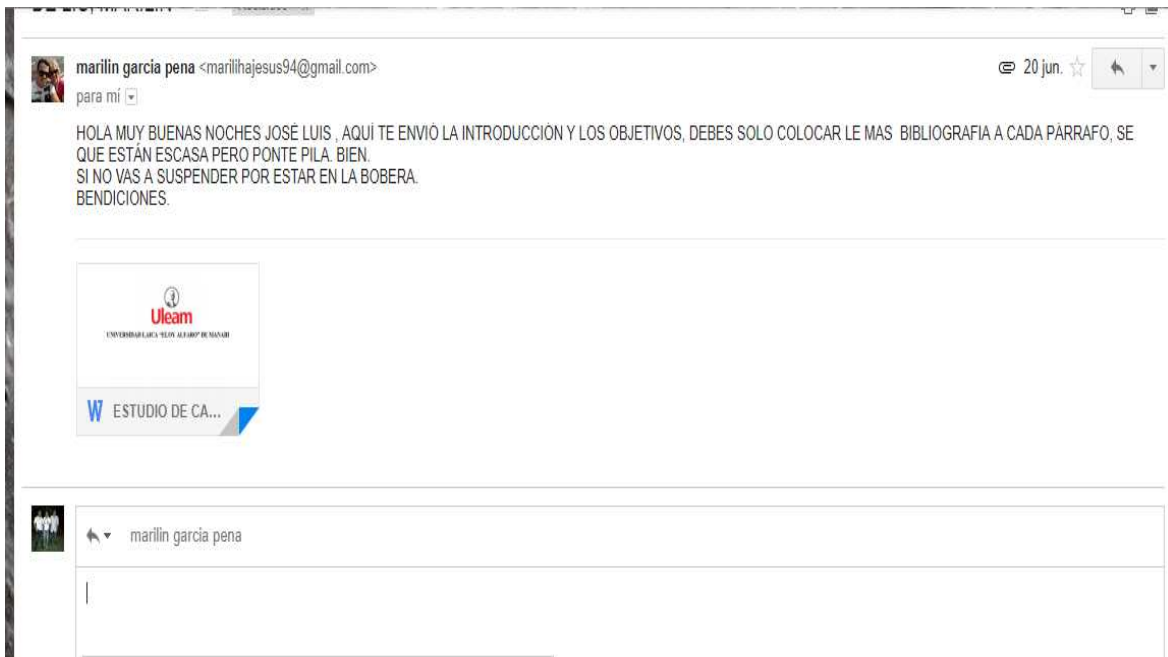 marilin garcia pena <marilihajesus94@gmail.com> 20 jun.
para mí
HOLA MUY BUENAS NOCHES JOSÉ LUIS , AQUÍ TE ENVIÓ LA INTRODUCCIÓN Y LOS OBJETIVOS, DEBES SOLO COLOCAR LE MAS BIBLIOGRAFIA A CADA PÀRRAFO, SE
QUE ESTÁN ESCASA PERO PONTE PILA. BIEN.
SI NO VAS A SUSPENDER POR ESTAR EN LA BOBERA.
BENDICIONES.
Uleam
UNIVERSIDAD LAICA "ELOY ALFARO" DE MANABI
W ESTUDIO DE CA...
marilin garcia pena